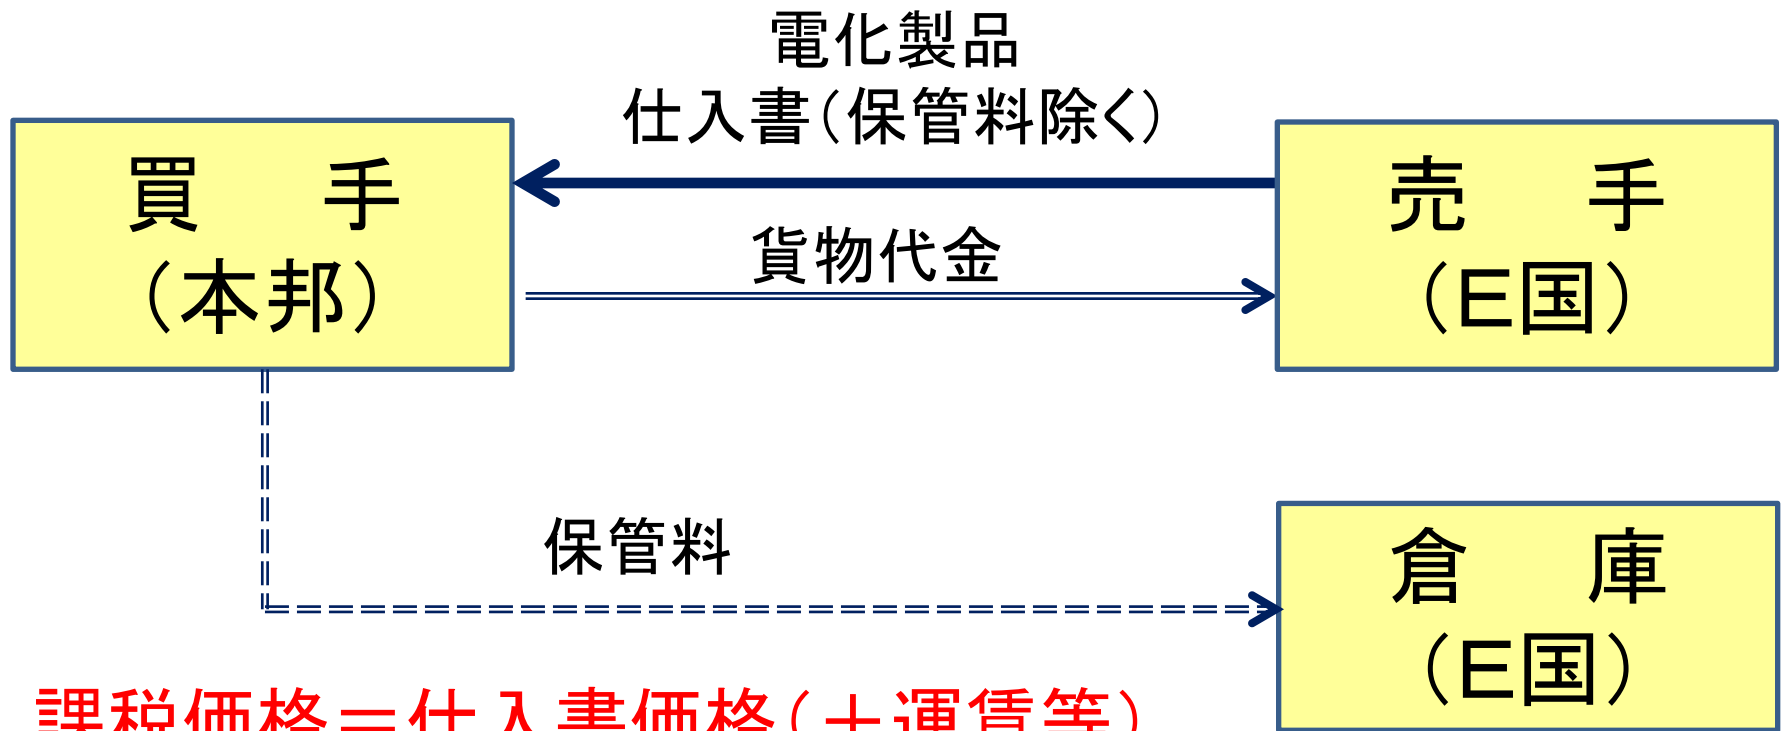 電化製品
仕入書（保管料除く）
買　手
（本邦）
売　手
（E国）
貨物代金
保管料
倉　庫
（E国）
課税価格＝仕入書価格（＋運賃等）